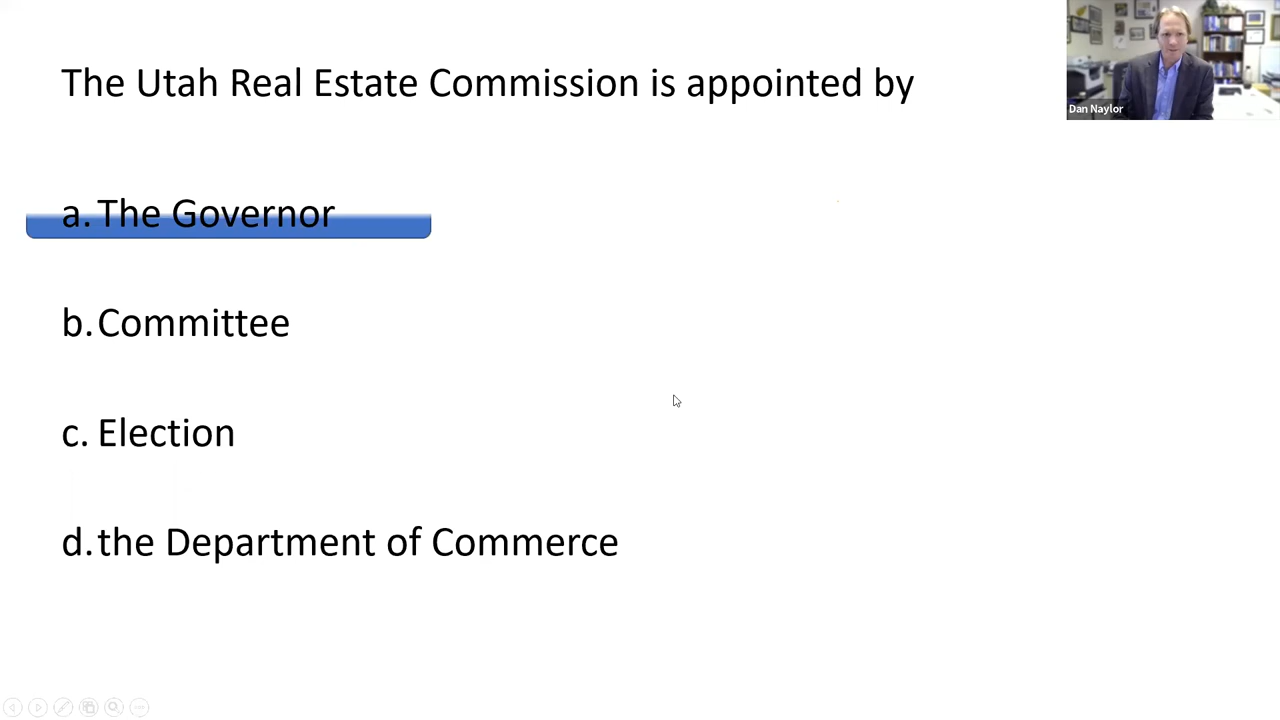 The Utah Real Estate Commission is appointed by
Dan Naylor
a. The Governor
b. Committee
c. Election
d. the Department of Commerce